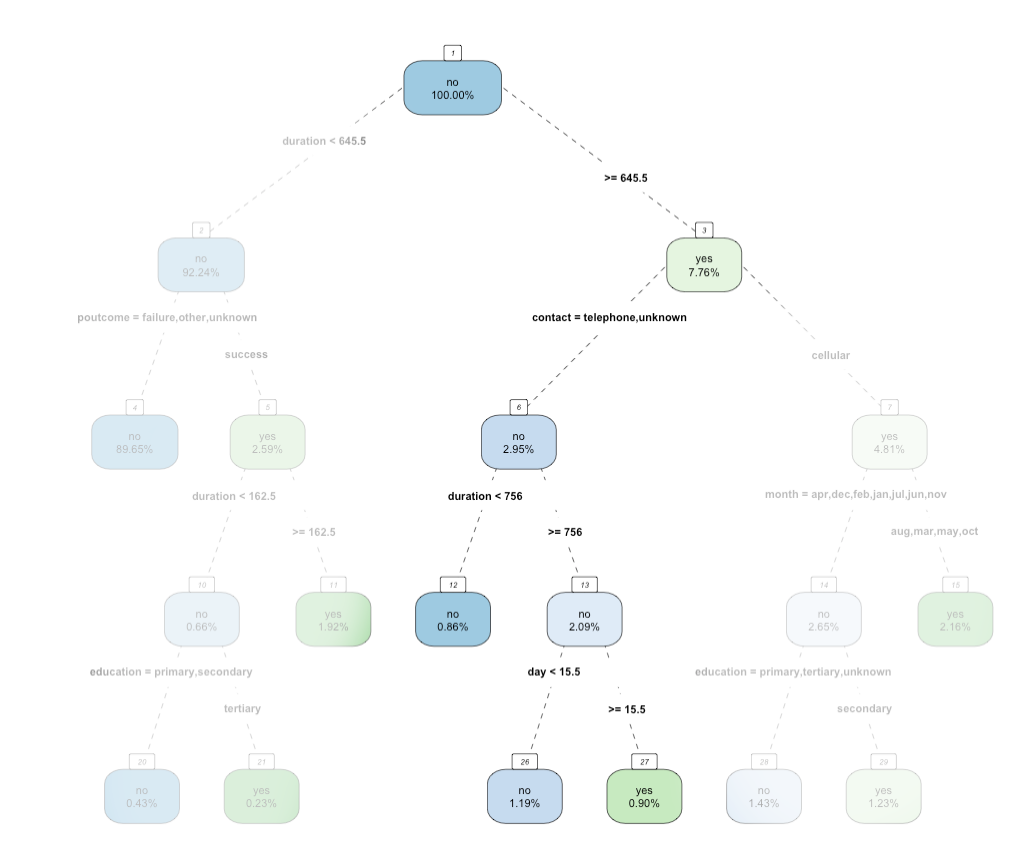 1
no
100.00%
duration < 645.5
>= 645.5
2
no
92.24%
3
yes
7.76%
poutcome = failure,other,unknown
success
contact = telephone,unknown
cellular
4
no
89.65%
5
yes
2.59%
6
no
2.95%
7
yes
4.81%
duration < 162.5
>= 162.5
duration < 756
>= 756
month = apr,dec,feb,jan,jul,jun,nov
aug,mar,may,oct
10
no
0.66%
11
yes
1.92%
12
no
0.86%
13
no
2.09%
14
no
2.65%
15
yes
2.16%
education = primary,secondary
tertiary
day < 15.5
>= 15.5
education = primary,tertiary,unknown
secondary
20
no
0.43%
21
yes
0.23%
26
no
1.19%
27
yes
0.90%
28
no
1.43%
29
yes
1.23%